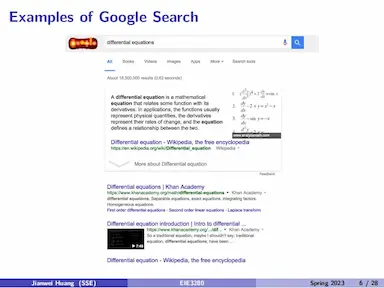 Examples of Google Search
differential equations
All Books Videos Images Apps More Search tools
About 18,500,000 results (0.62 seconds)
A differential equation is a mathematical
equation that relates some function with its
derivatives. In applications, the functions usually
represent physical quantities, the derivatives
represent their rates of change, and the equation
defines a relationship between the two.
Differential equation - Wikipedia, the free encyclopedia
https://en.wikipedia.org/wiki/Differential_equation Wikipedia
More about Differential equation
Feedback
Differential equations | Khan Academy
https://www.khanacademy.org/math/differential-equations Khan Academy
differential equations. Separable equations, exact equations, integrating factors.
Homogeneous equations.
First order differential equations - Second order linear equations - Laplace transform
Differential equation introduction | Intro to differential ...
Khan Academy
So a traditional equation, maybe I shouldn't say, traditional
equation, differential equations, have been ...
Differential equation - Wikipedia, the free encyclopedia
Jianwei Huang (SSE) EIE3280 Spring 2023 6 / 28